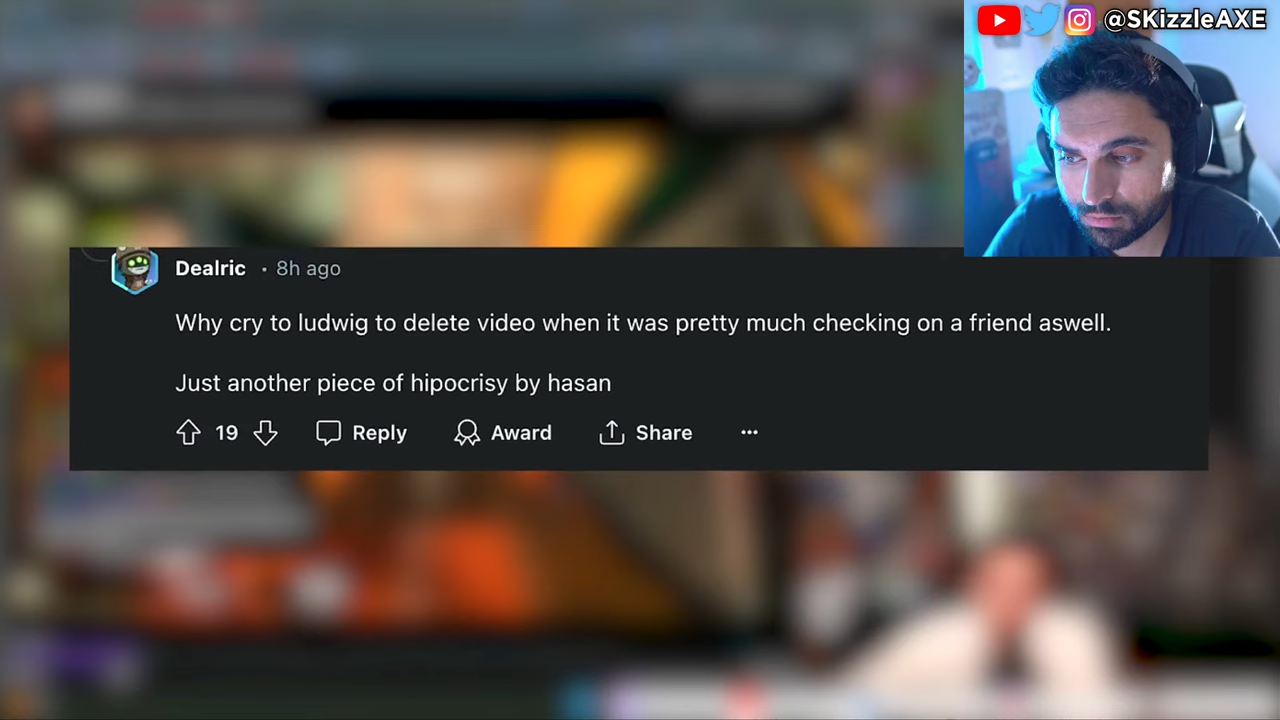 @SKizzleAXE
Dealric · 8h ago
Why cry to ludwig to delete video when it was pretty much checking on a friend aswell.
Just another piece of hipocrisy by hasan
19 Reply Award Share ...